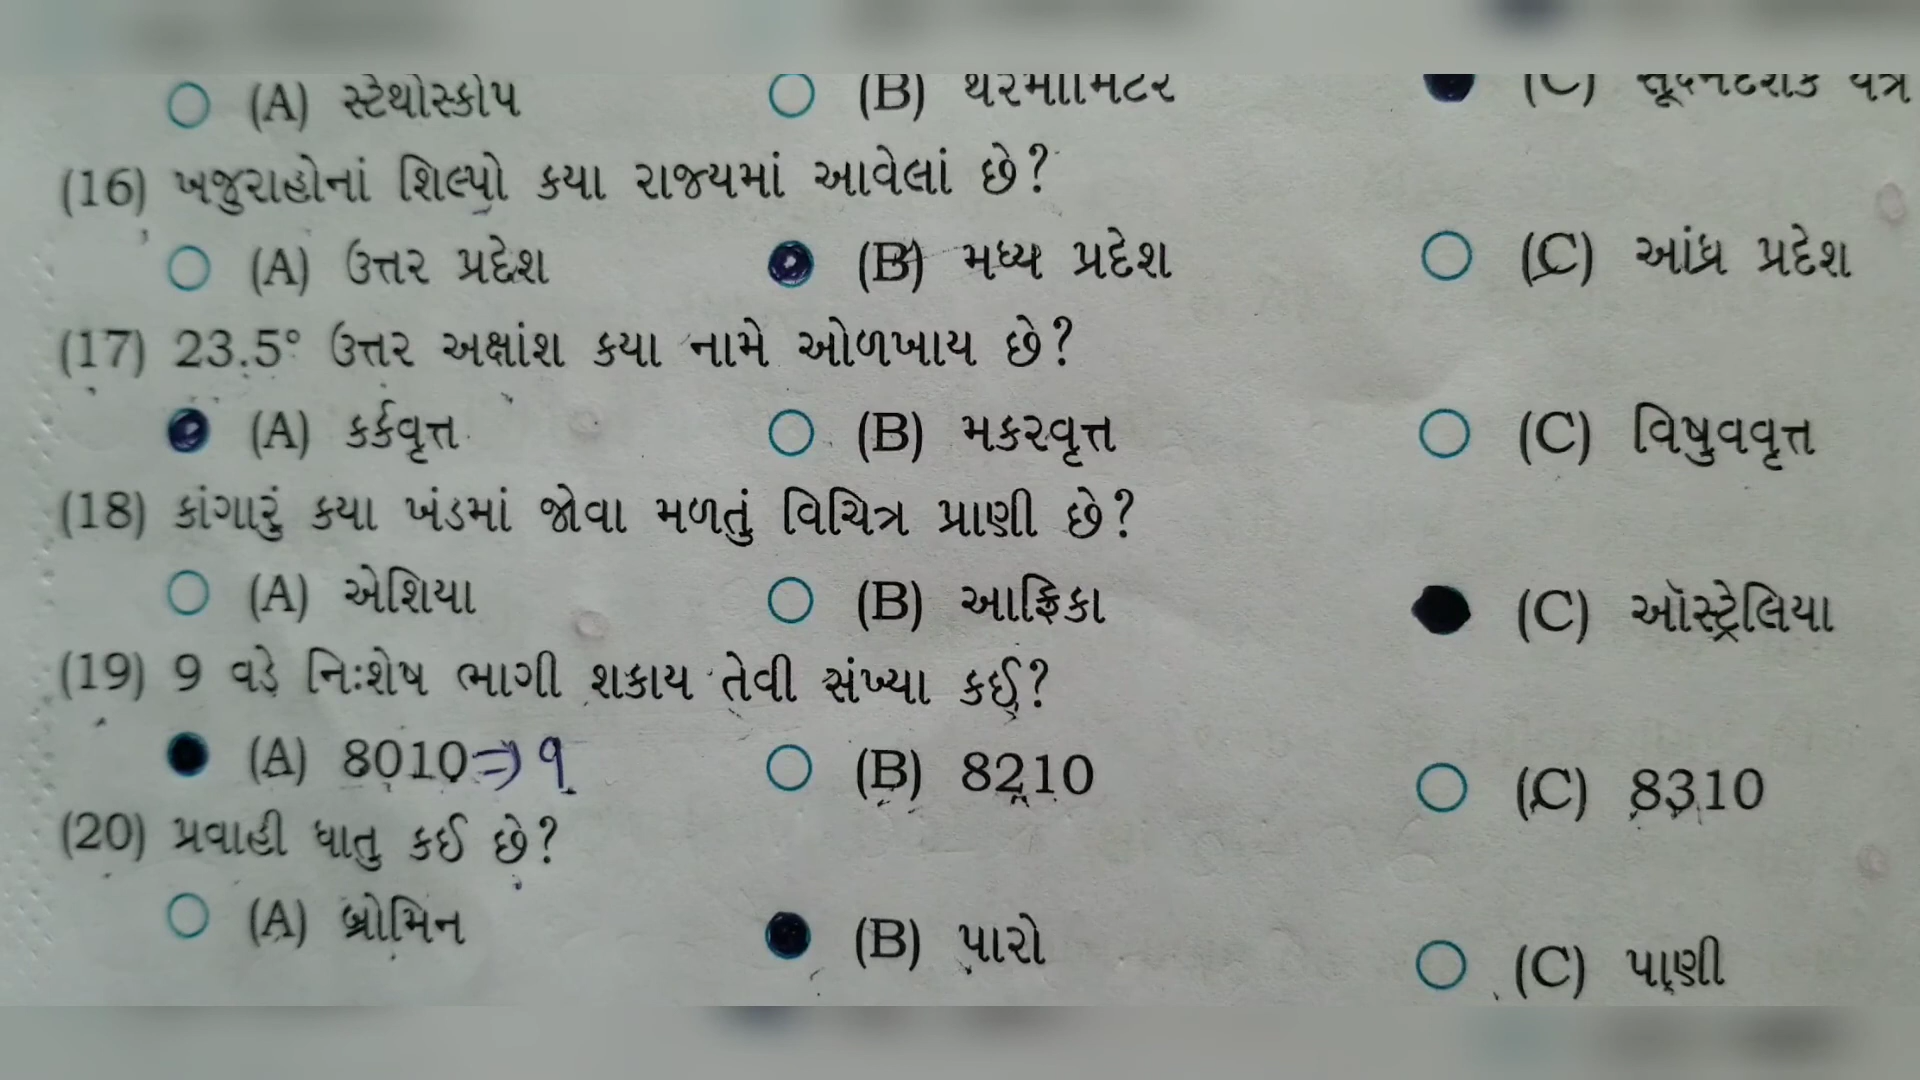 (A) સ્ટેથોસ્કોપ (B) થરમોમિટર (C) સૂક્ષ્મદર્શક યંત્ર
(16) ખજુરાહોનાં શિલ્પો કયા રાજ્યમાં આવેલાં છે?
(A) ઉત્તર પ્રદેશ (B) મધ્ય પ્રદેશ (C) આંધ્ર પ્રદેશ
(17) 23.5° ઉત્તર અક્ષાંશ કયા નામે ઓળખાય છે?
(A) કર્કવૃત્ત (B) મકરવૃત્ત (C) વિષુવવૃત્ત
(18) કાંગારું કયા ખંડમાં જોવા મળતું વિચિત્ર પ્રાણી છે?
(A) એશિયા (B) આફ્રિકા (C) ઑસ્ટ્રેલિયા
(19) 9 વડે નિઃશેષ ભાગી શકાય તેવી સંખ્યા કઈ?
(A) 8010 => 9 (B) 8210 (C) 8310
(20) પ્રવાહી ધાતુ કઈ છે?
(A) બ્રોમિન (B) પારો (C) પાણી